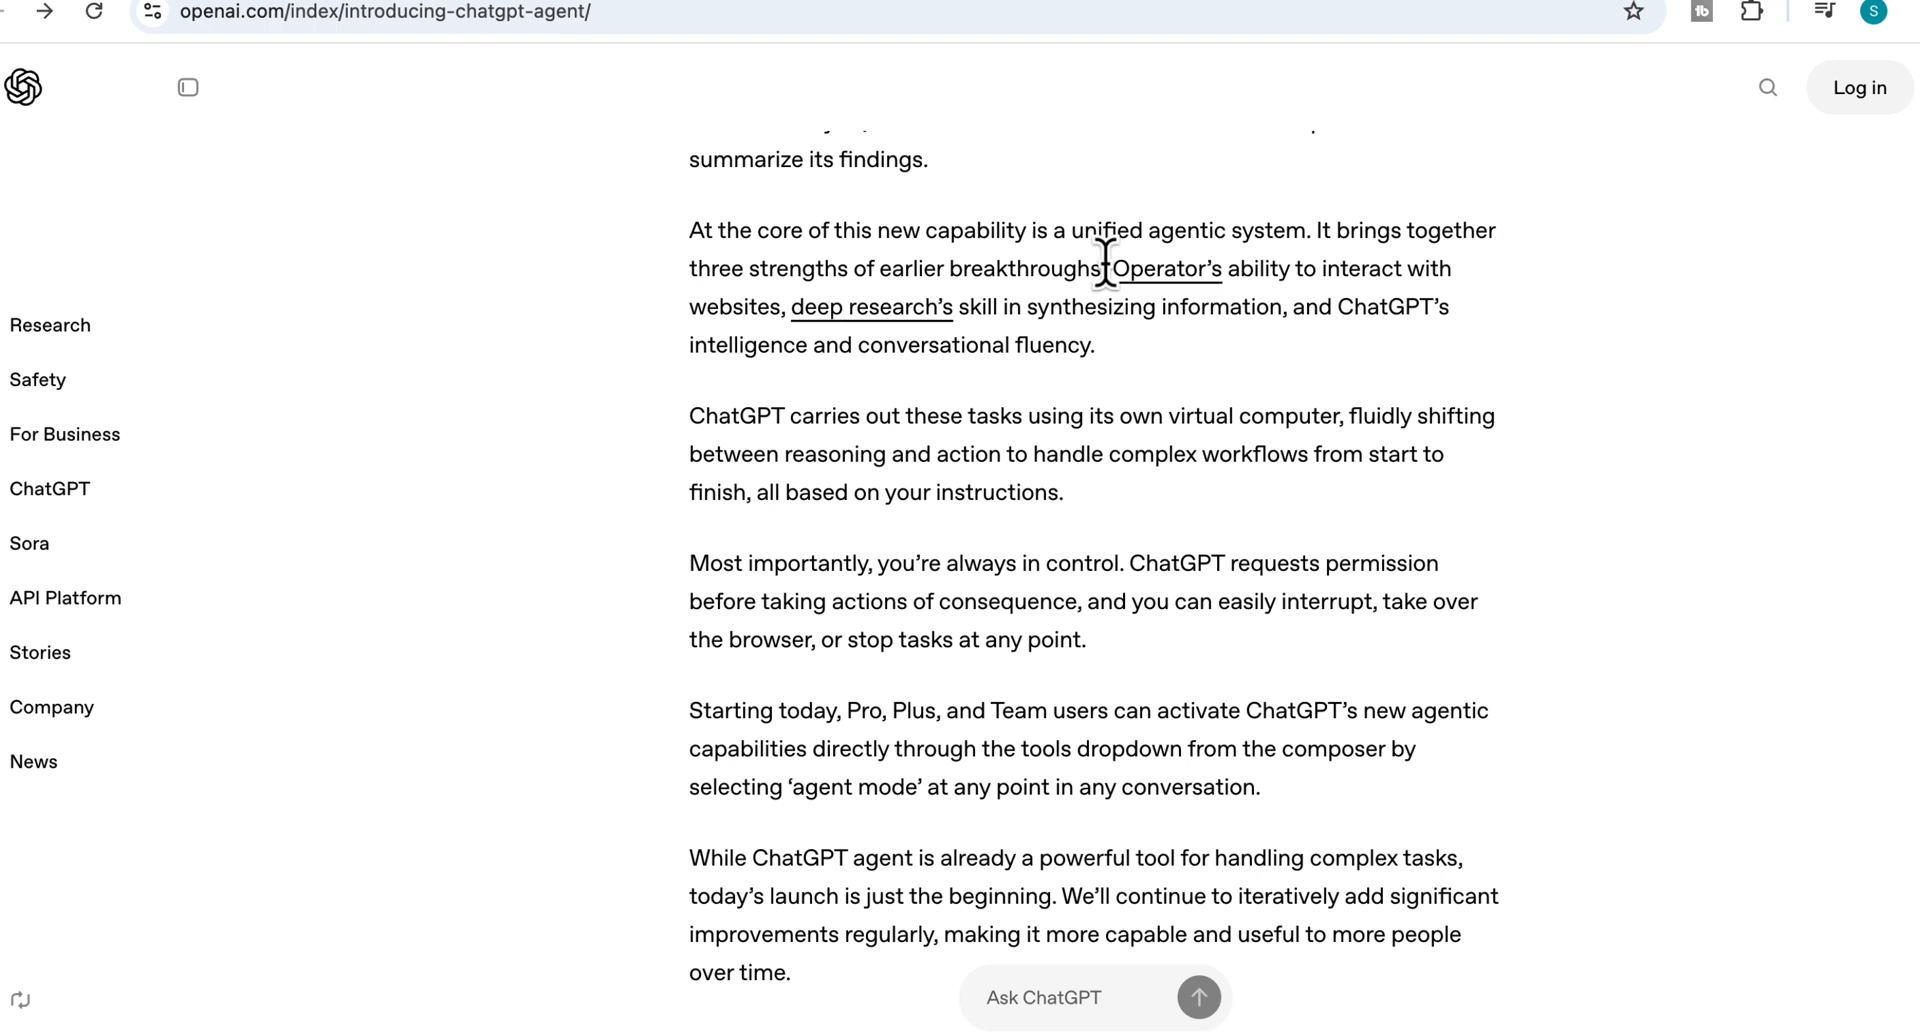 openai.com/index/introducing-chatgpt-agent/
tb
S
Log in
summarize its findings.
At the core of this new capability is a unified agentic system. It brings together
three strengths of earlier breakthroughs: Operator’s ability to interact with
websites, deep research’s skill in synthesizing information, and ChatGPT’s
intelligence and conversational fluency.
ChatGPT carries out these tasks using its own virtual computer, fluidly shifting
between reasoning and action to handle complex workflows from start to
finish, all based on your instructions.
Most importantly, you’re always in control. ChatGPT requests permission
before taking actions of consequence, and you can easily interrupt, take over
the browser, or stop tasks at any point.
Starting today, Pro, Plus, and Team users can activate ChatGPT’s new agentic
capabilities directly through the tools dropdown from the composer by
selecting ‘agent mode’ at any point in any conversation.
While ChatGPT agent is already a powerful tool for handling complex tasks,
today’s launch is just the beginning. We’ll continue to iteratively add significant
improvements regularly, making it more capable and useful to more people
over time.
Research
Safety
For Business
ChatGPT
Sora
API Platform
Stories
Company
News
Ask ChatGPT